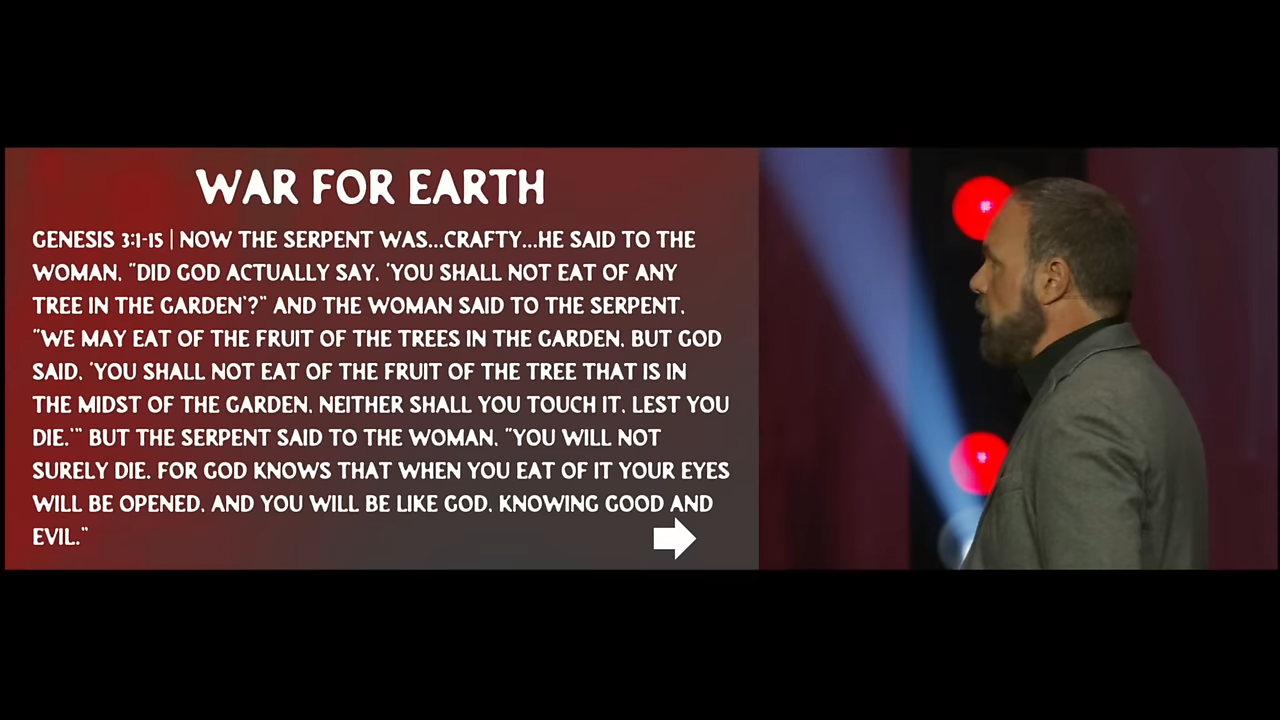 WAR FOR EARTH
GENESIS 3:1-15 | NOW THE SERPENT WAS...CRAFTY...HE SAID TO THE
WOMAN, "DID GOD ACTUALLY SAY, 'YOU SHALL NOT EAT OF ANY
TREE IN THE GARDEN'?" AND THE WOMAN SAID TO THE SERPENT,
"WE MAY EAT OF THE FRUIT OF THE TREES IN THE GARDEN, BUT GOD
SAID, 'YOU SHALL NOT EAT OF THE FRUIT OF THE TREE THAT IS IN
THE MIDST OF THE GARDEN, NEITHER SHALL YOU TOUCH IT, LEST YOU
DIE.'" BUT THE SERPENT SAID TO THE WOMAN, "YOU WILL NOT
SURELY DIE. FOR GOD KNOWS THAT WHEN YOU EAT OF IT YOUR EYES
WILL BE OPENED, AND YOU WILL BE LIKE GOD, KNOWING GOOD AND
EVIL."